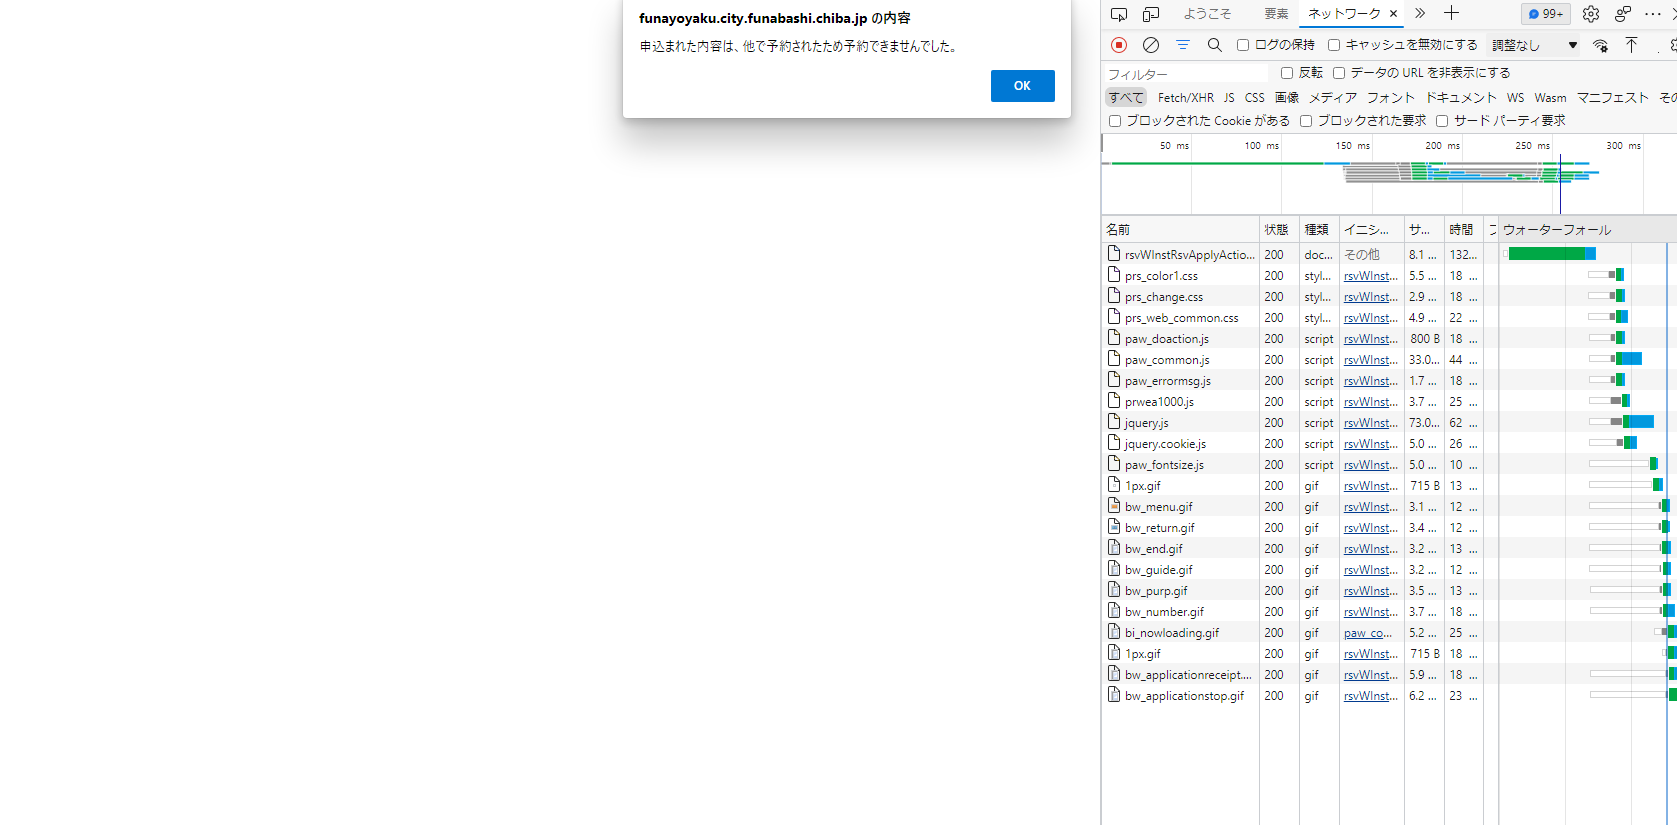 funayoyaku.city.funabashi.chiba.jp の内容
申込まれた内容は、他で予約されたため予約できませんでした。
OK
ようこそ 要素 ネットワーク 99+
ログの保持 キャッシュを無効にする 調整なし
フィルター 反転 データの URL を非表示にする
すべて Fetch/XHR JS CSS 画像 メディア フォント ドキュメント WS Wasm マニフェスト その
ブロックされた Cookie がある ブロックされた要求 サード パーティ要求
50 ms 100 ms 150 ms 200 ms 250 ms 300 ms
名前 状態 種類 イニシ... サ... 時間 ウォーターフォール
rsvWInstRsvApplyActio... 200 doc... その他 8.1 ... 132...
prs_color1.css 200 styl... rsvWInst... 5.5 ... 18 ...
prs_change.css 200 styl... rsvWInst... 2.9 ... 18 ...
prs_web_common.css 200 styl... rsvWInst... 4.9 ... 22 ...
paw_doaction.js 200 script rsvWInst... 800 B 18 ...
paw_common.js 200 script rsvWInst... 33.0... 44 ...
paw_errormsg.js 200 script rsvWInst... 1.7 ... 18 ...
prwea1000.js 200 script rsvWInst... 3.7 ... 25 ...
jquery.js 200 script rsvWInst... 73.0... 62 ...
jquery.cookie.js 200 script rsvWInst... 5.0 ... 26 ...
paw_fontsize.js 200 script rsvWInst... 5.0 ... 10 ...
1px.gif 200 gif rsvWInst... 715 B 13 ...
bw_menu.gif 200 gif rsvWInst... 3.1 ... 12 ...
bw_return.gif 200 gif rsvWInst... 3.4 ... 12 ...
bw_end.gif 200 gif rsvWInst... 3.2 ... 13 ...
bw_guide.gif 200 gif rsvWInst... 3.2 ... 12 ...
bw_purp.gif 200 gif rsvWInst... 3.5 ... 13 ...
bw_number.gif 200 gif rsvWInst... 3.7 ... 18 ...
bi_nowloading.gif 200 gif paw_co... 5.2 ... 25 ...
1px.gif 200 gif rsvWInst... 715 B 18 ...
bw_applicationreceipt.... 200 gif rsvWInst... 5.9 ... 18 ...
bw_applicationstop.gif 200 gif rsvWInst... 6.2 ... 23 ...